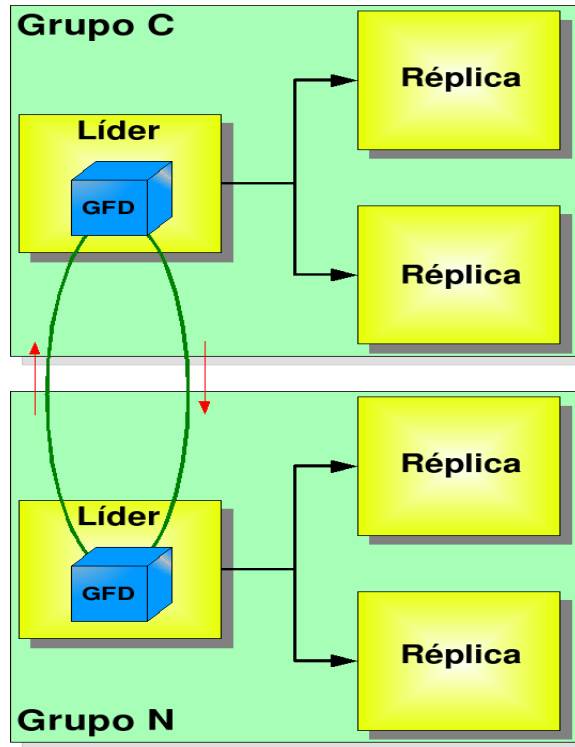 Grupo C
Réplica
Líder
GFD
Réplica
Réplica
Líder
GFD
Réplica
Grupo N